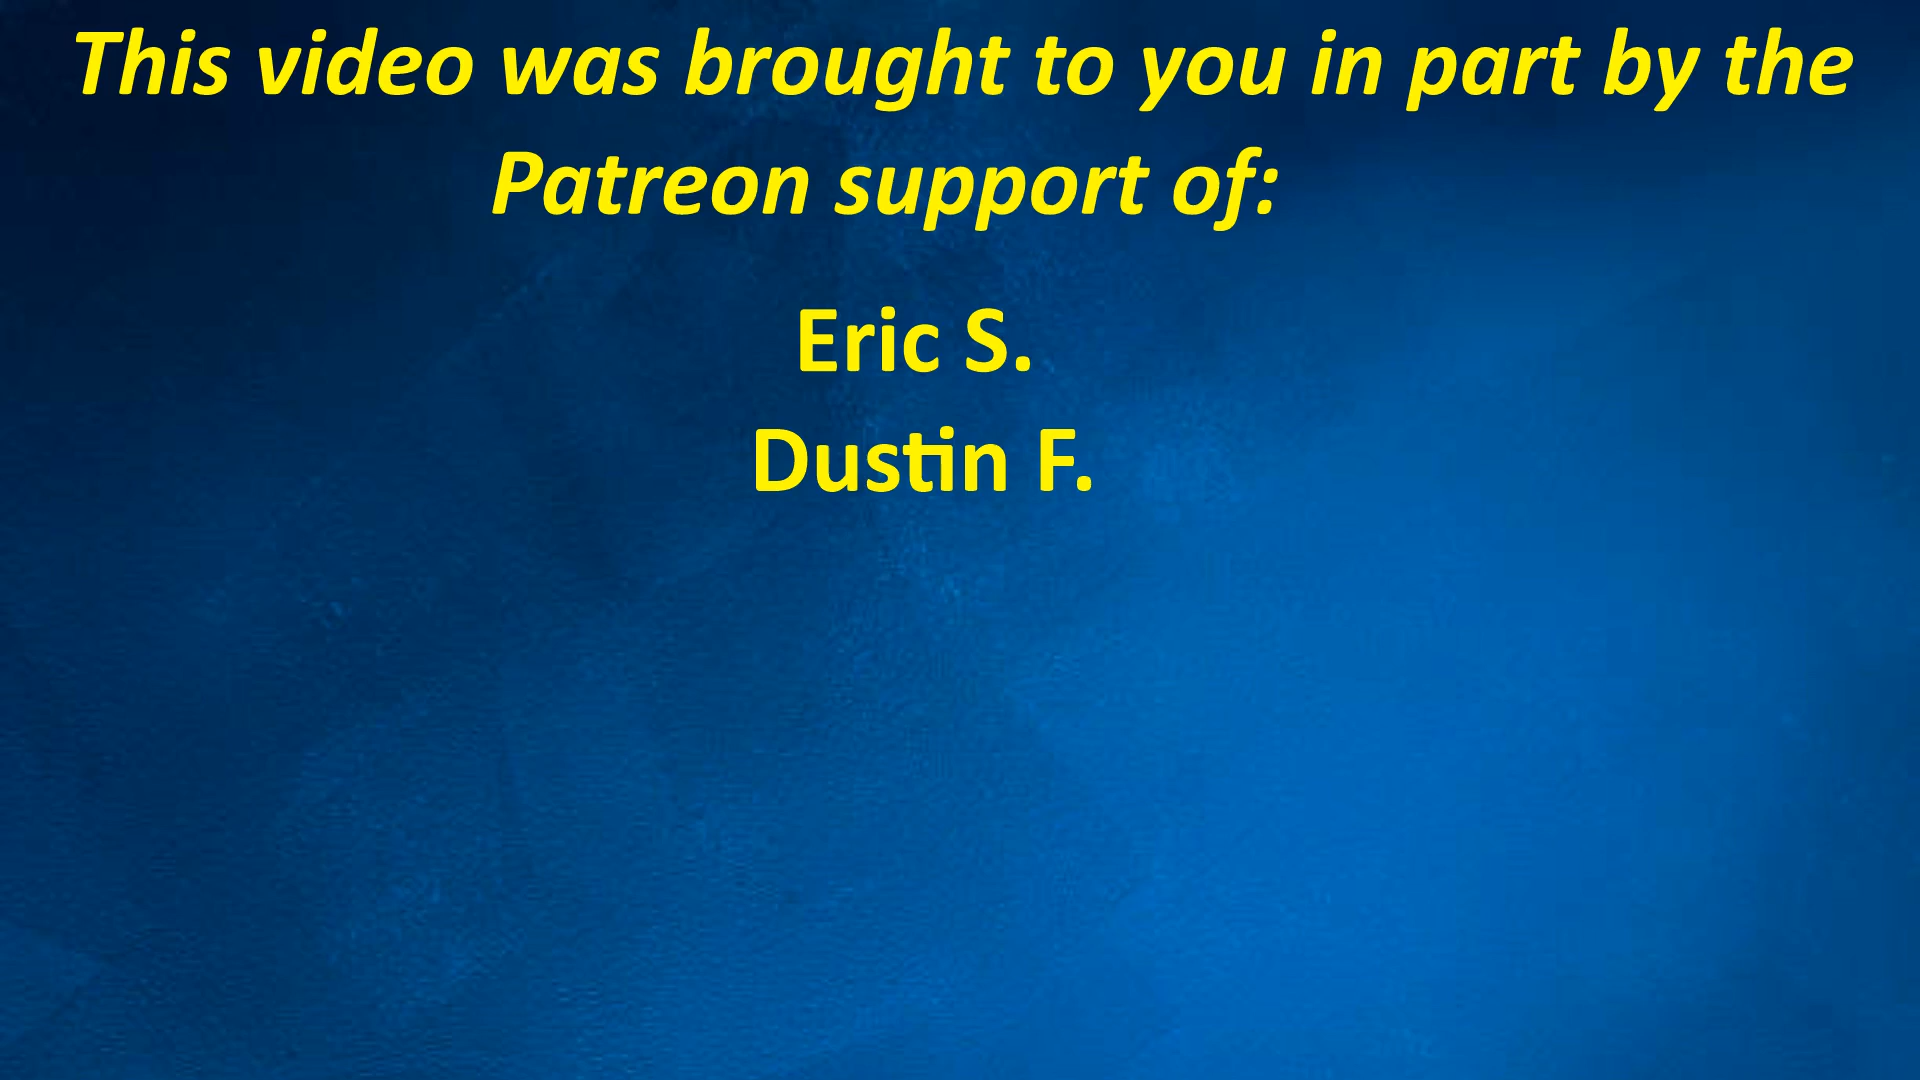 This video was brought to you in part by the
Patreon support of:
Eric S.
Dustin F.